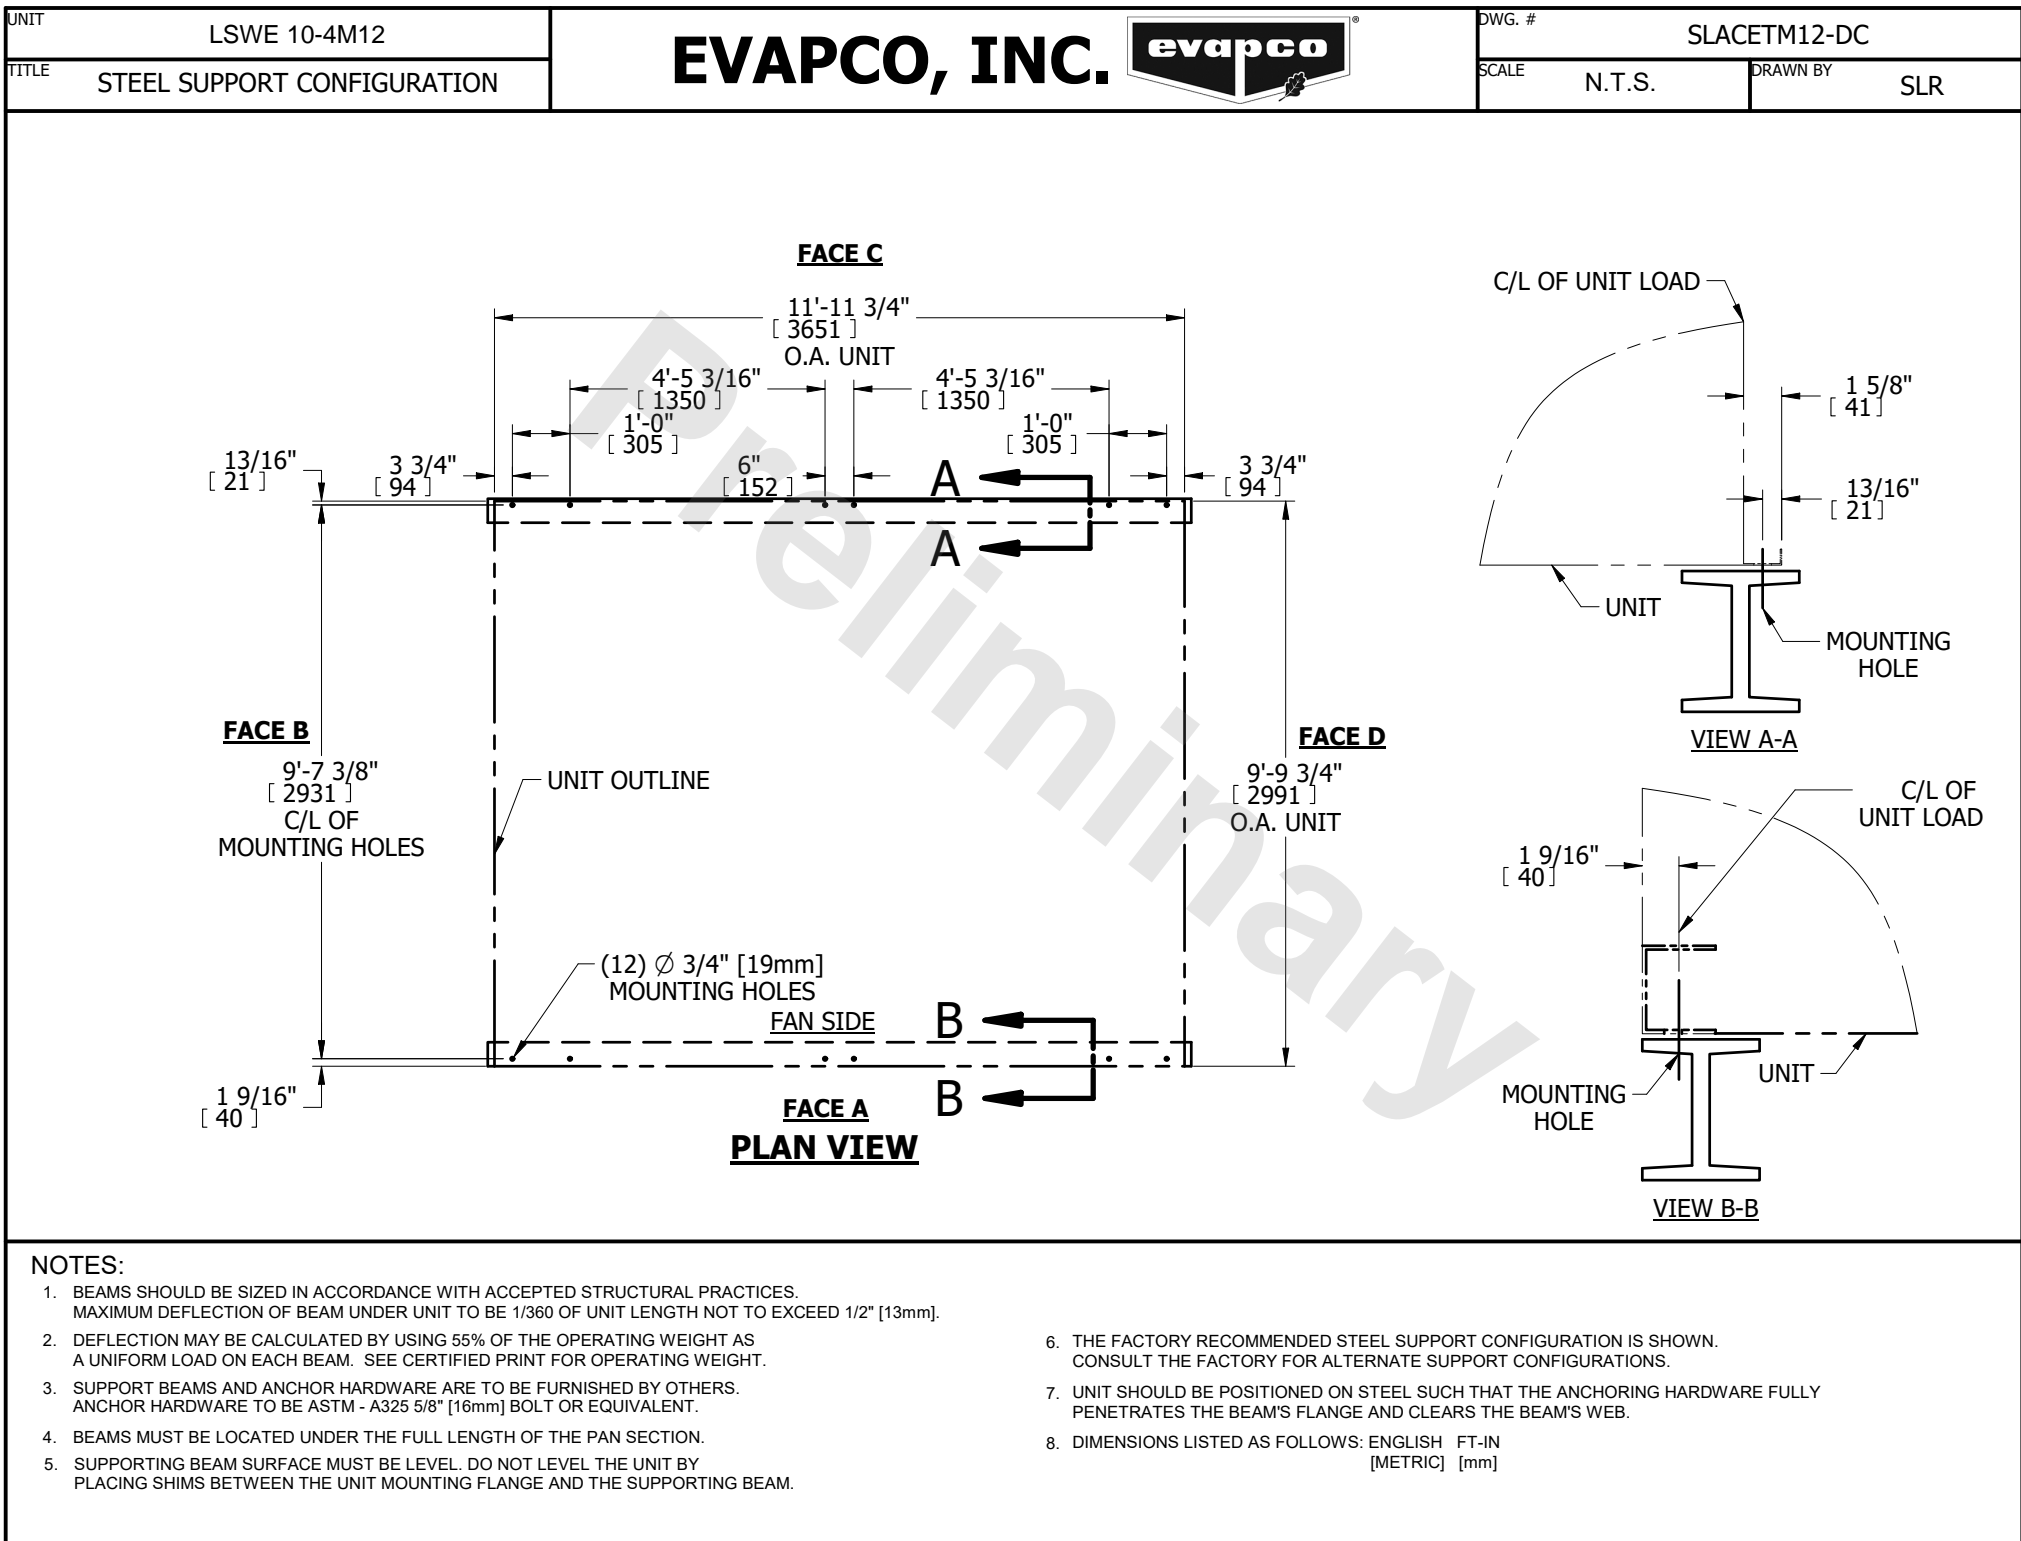 UNIT
LSWE 10-4M12
TITLE
STEEL SUPPORT CONFIGURATION
EVAPCO, INC.
evapco
®
DWG. #
SLACETM12-DC
SCALE
N.T.S.
DRAWN BY
SLR
FACE C
11'-11 3/4"
[ 3651 ]
O.A. UNIT
4'-5 3/16"
[ 1350 ]
4'-5 3/16"
[ 1350 ]
1'-0"
[ 305 ]
1'-0"
[ 305 ]
13/16"
[ 21 ]
3 3/4"
[ 94 ]
6"
[ 152 ]
3 3/4"
[ 94 ]
A
A
FACE B
9'-7 3/8"
[ 2931 ]
C/L OF
MOUNTING HOLES
UNIT OUTLINE
FACE D
9'-9 3/4"
[ 2991 ]
O.A. UNIT
(12) Ø 3/4" [19mm]
MOUNTING HOLES
FAN SIDE
B
B
1 9/16"
[ 40 ]
FACE A
PLAN VIEW
Preliminary
C/L OF UNIT LOAD
1 5/8"
[ 41 ]
13/16"
[ 21 ]
UNIT
MOUNTING
HOLE
VIEW A-A
C/L OF
UNIT LOAD
1 9/16"
[ 40 ]
UNIT
MOUNTING
HOLE
VIEW B-B
NOTES:
1. BEAMS SHOULD BE SIZED IN ACCORDANCE WITH ACCEPTED STRUCTURAL PRACTICES.
MAXIMUM DEFLECTION OF BEAM UNDER UNIT TO BE 1/360 OF UNIT LENGTH NOT TO EXCEED 1/2" [13mm].
2. DEFLECTION MAY BE CALCULATED BY USING 55% OF THE OPERATING WEIGHT AS
A UNIFORM LOAD ON EACH BEAM. SEE CERTIFIED PRINT FOR OPERATING WEIGHT.
3. SUPPORT BEAMS AND ANCHOR HARDWARE ARE TO BE FURNISHED BY OTHERS.
ANCHOR HARDWARE TO BE ASTM - A325 5/8" [16mm] BOLT OR EQUIVALENT.
4. BEAMS MUST BE LOCATED UNDER THE FULL LENGTH OF THE PAN SECTION.
5. SUPPORTING BEAM SURFACE MUST BE LEVEL. DO NOT LEVEL THE UNIT BY
PLACING SHIMS BETWEEN THE UNIT MOUNTING FLANGE AND THE SUPPORTING BEAM.
6. THE FACTORY RECOMMENDED STEEL SUPPORT CONFIGURATION IS SHOWN.
CONSULT THE FACTORY FOR ALTERNATE SUPPORT CONFIGURATIONS.
7. UNIT SHOULD BE POSITIONED ON STEEL SUCH THAT THE ANCHORING HARDWARE FULLY
PENETRATES THE BEAM'S FLANGE AND CLEARS THE BEAM'S WEB.
8. DIMENSIONS LISTED AS FOLLOWS: ENGLISH FT-IN
[METRIC] [mm]